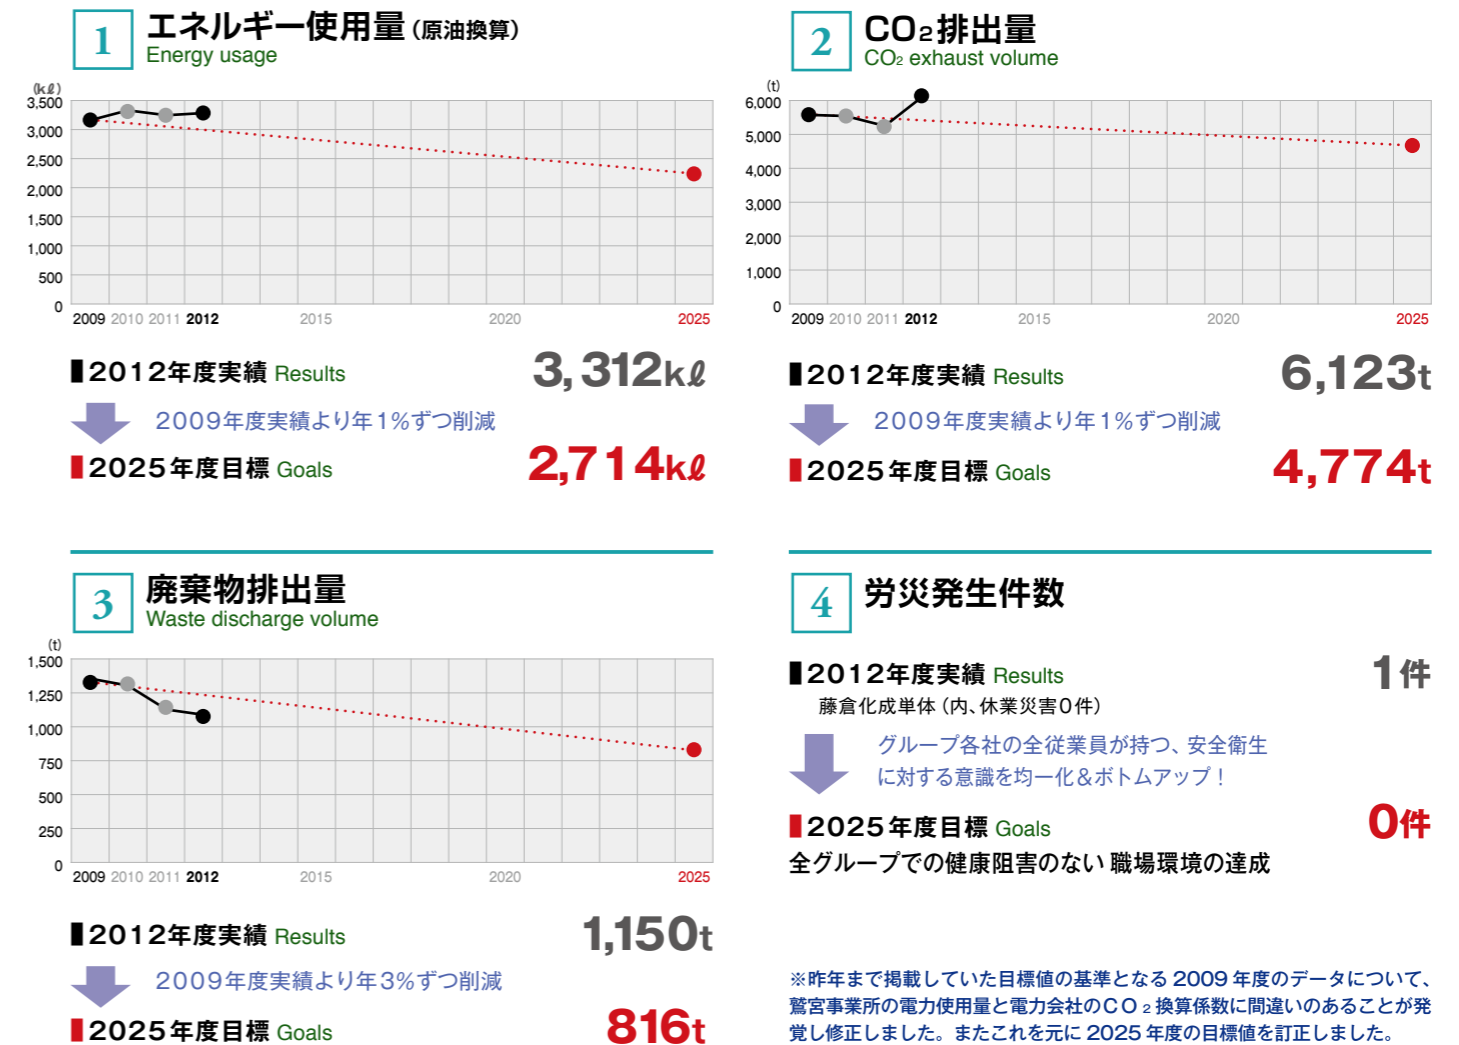 1
エネルギー使用量（原油換算）
Energy usage
(kℓ)
3,500
3,000
2,500
2,000
1,500
1,000
500
0
2009 2010 2011 2012 2015 2020 2025
■2012年度実績 Results 3,312kℓ
2009年度実績より年1%ずつ削減
■2025年度目標 Goals 2,714kℓ
2
CO₂排出量
CO₂ exhaust volume
(t)
6,000
5,000
4,000
3,000
2,000
1,000
0
2009 2010 2011 2012 2015 2020 2025
■2012年度実績 Results 6,123t
2009年度実績より年1%ずつ削減
■2025年度目標 Goals 4,774t
3
廃棄物排出量
Waste discharge volume
(t)
1,500
1,250
1,000
750
500
250
0
2009 2010 2011 2012 2015 2020 2025
■2012年度実績 Results 1,150t
2009年度実績より年3%ずつ削減
■2025年度目標 Goals 816t
4
労災発生件数
■2012年度実績 Results 1件
藤倉化成単体（内、休業災害0件）
グループ各社の全従業員が持つ、安全衛生
に対する意識を均一化＆ボトムアップ！
■2025年度目標 Goals 0件
全グループでの健康阻害のない 職場環境の達成
※昨年まで掲載していた目標値の基準となる 2009 年度のデータについて、
鷲宮事業所の電力使用量と電力会社のCO₂換算係数に間違いのあることが発
覚し修正しました。またこれを元に 2025 年度の目標値を訂正しました。